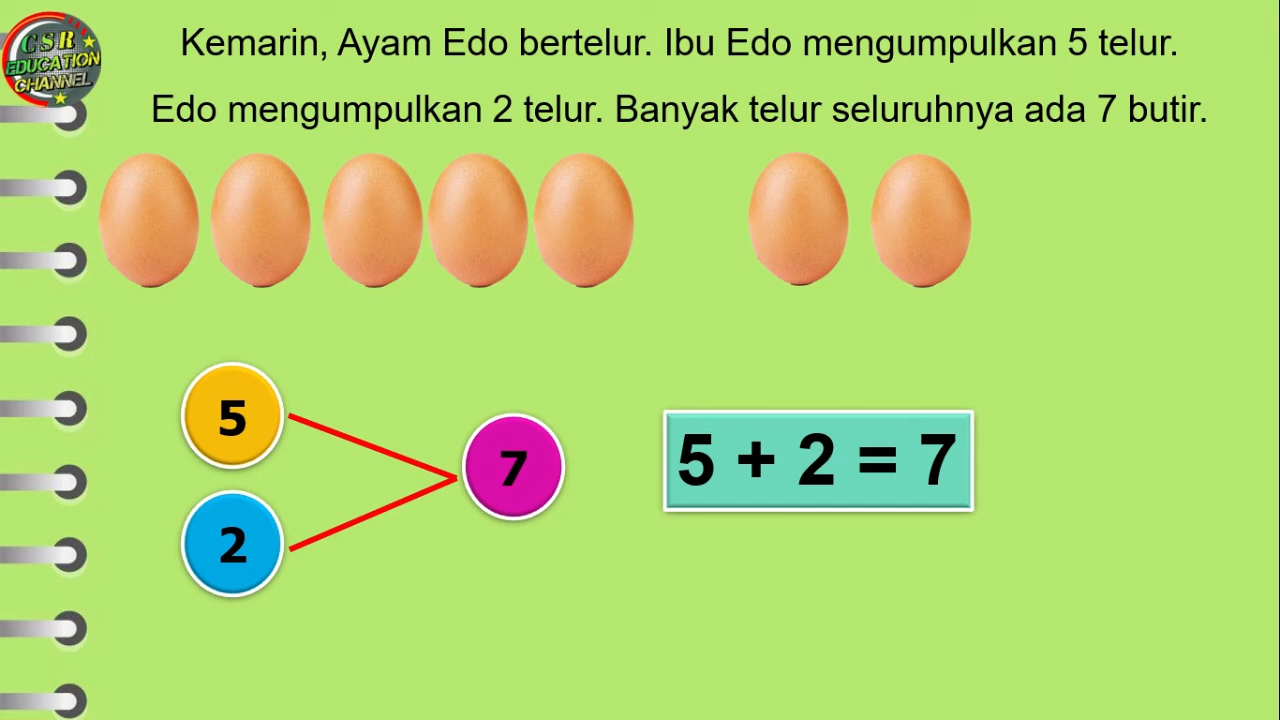 CSR
EDUCATION
CHANNEL
Kemarin, Ayam Edo bertelur. Ibu Edo mengumpulkan 5 telur.
Edo mengumpulkan 2 telur. Banyak telur seluruhnya ada 7 butir.
5
2
7
5 + 2 = 7